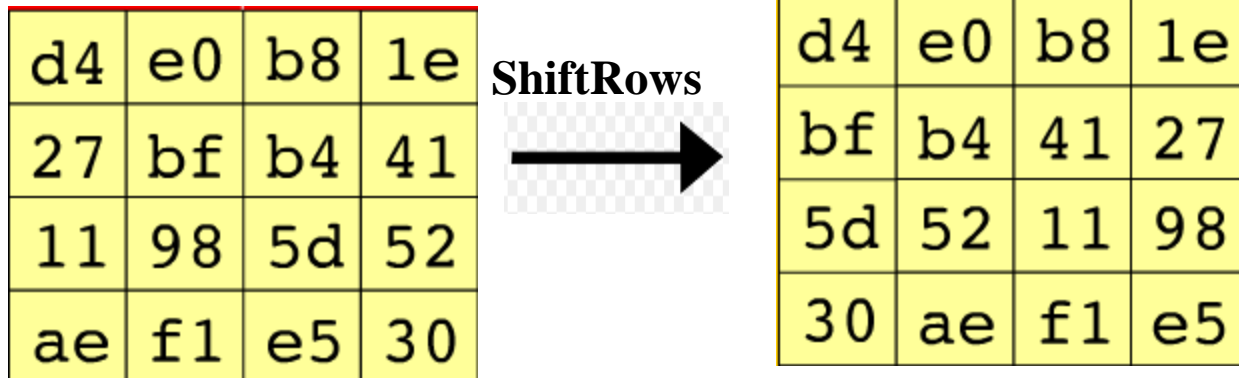 d4 e0 b8 1e
27 bf b4 41
11 98 5d 52
ae f1 e5 30
ShiftRows
d4 e0 b8 1e
bf b4 41 27
5d 52 11 98
30 ae f1 e5